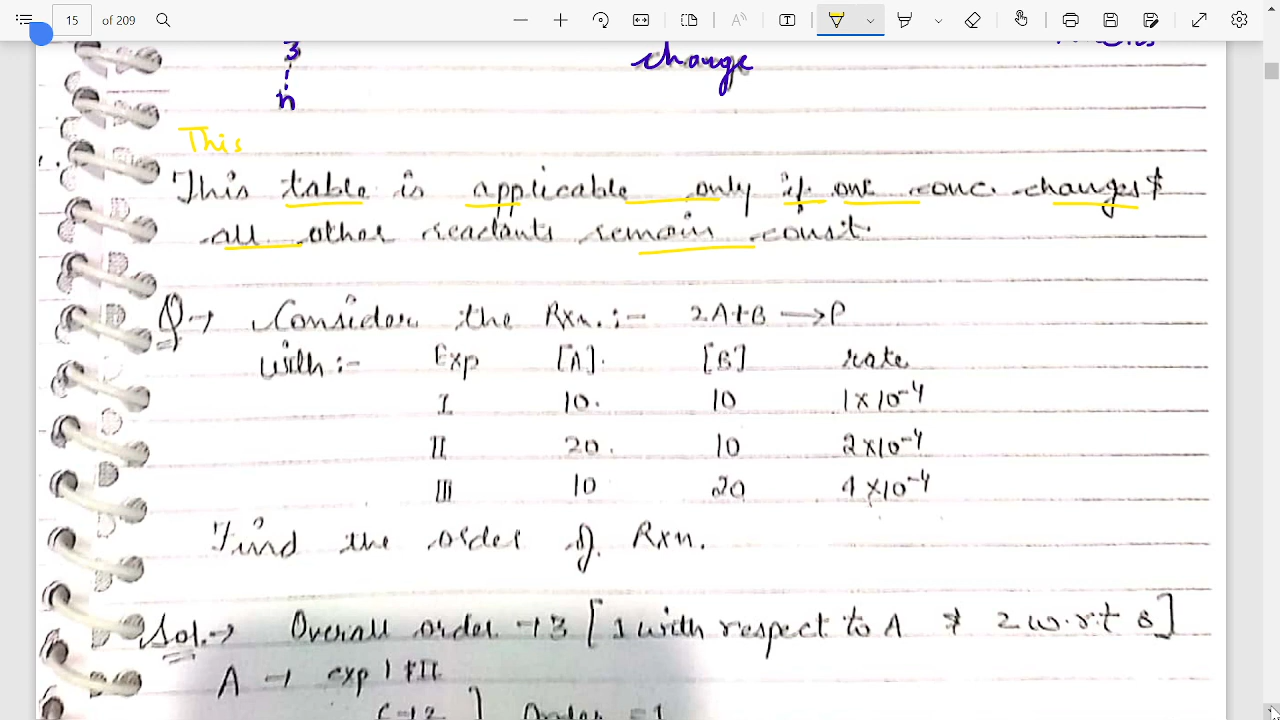 15 of 209
3
change
n
This
This table is applicable only if one conc. changes &
all other reactants remain const.
Q→ Consider the Rxn. :- 2A+B → P
with :- Exp [A]. [B] rate
I 10. 10 1×10⁻⁴
II 20. 10 2×10⁻⁴
III 10 20 4×10⁻⁴
Find the order of Rxn.
Sol.→ Overall order → 3 [1 with respect to A & 2 w.r.t B]
A → exp I & II
Order = 1